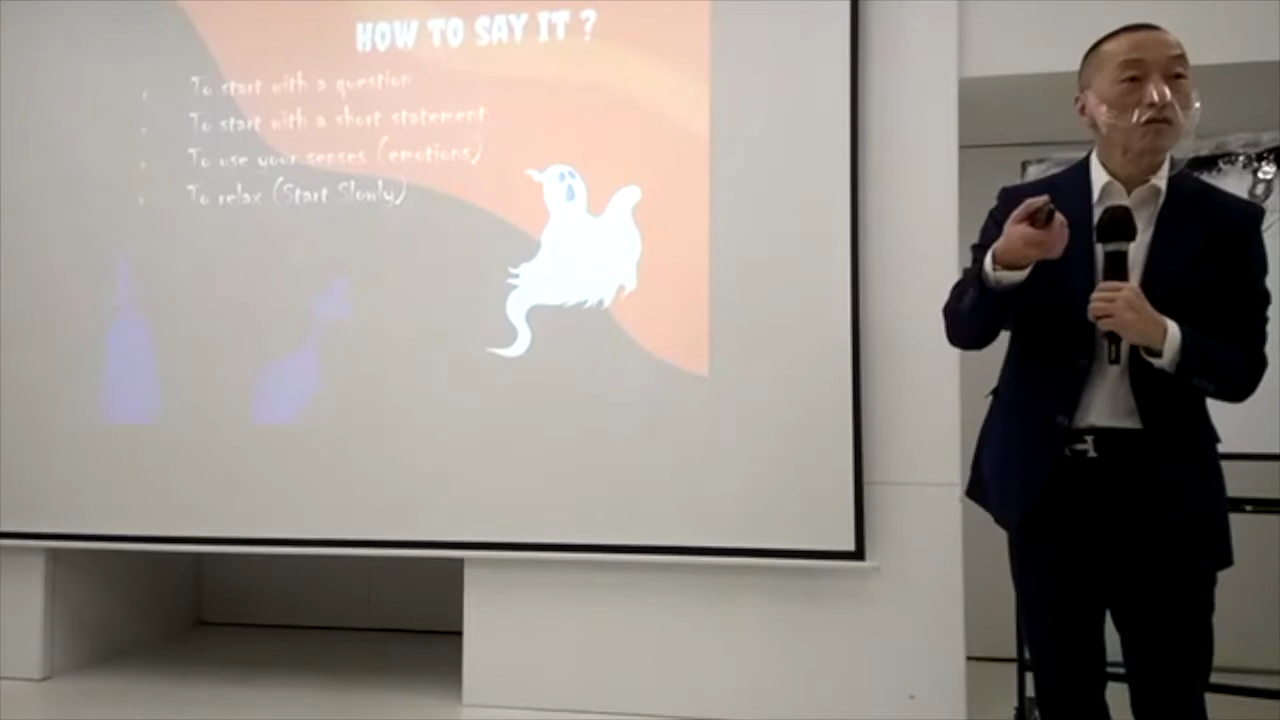 HOW TO SAY IT ?
To start with a question
To start with a short statement
To use your senses (emotions)
To relax (Start Slowly)